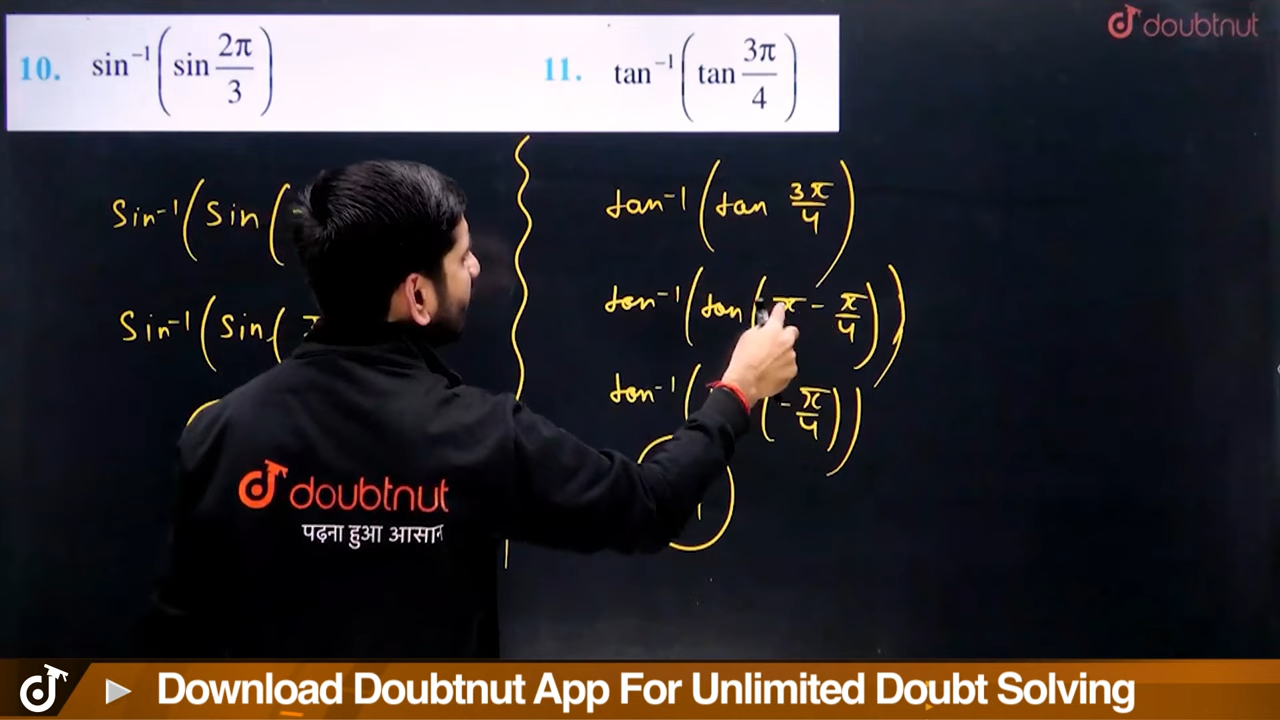 doubtnut
10. sin⁻¹(sin 2π/3)
11. tan⁻¹(tan 3π/4)
Sin⁻¹(Sin(
Sin⁻¹(Sin(
tan⁻¹(tan 3π/4)
tan⁻¹(tan(π - π/4))
tan⁻¹( (-π/4))
doubtnut
पढ़ना हुआ आसान
Download Doubtnut App For Unlimited Doubt Solving